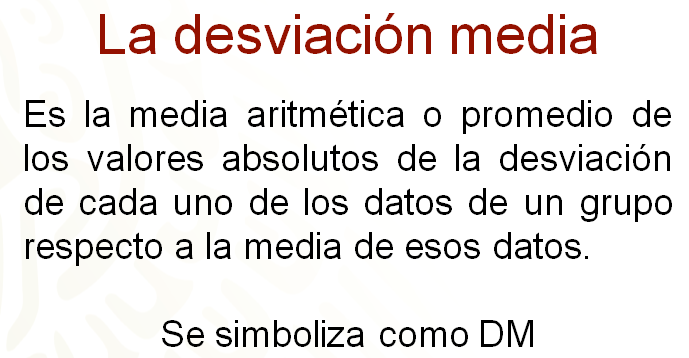 La desviación media
Es la media aritmética o promedio de
los valores absolutos de la desviación
de cada uno de los datos de un grupo
respecto a la media de esos datos.
Se simboliza como DM